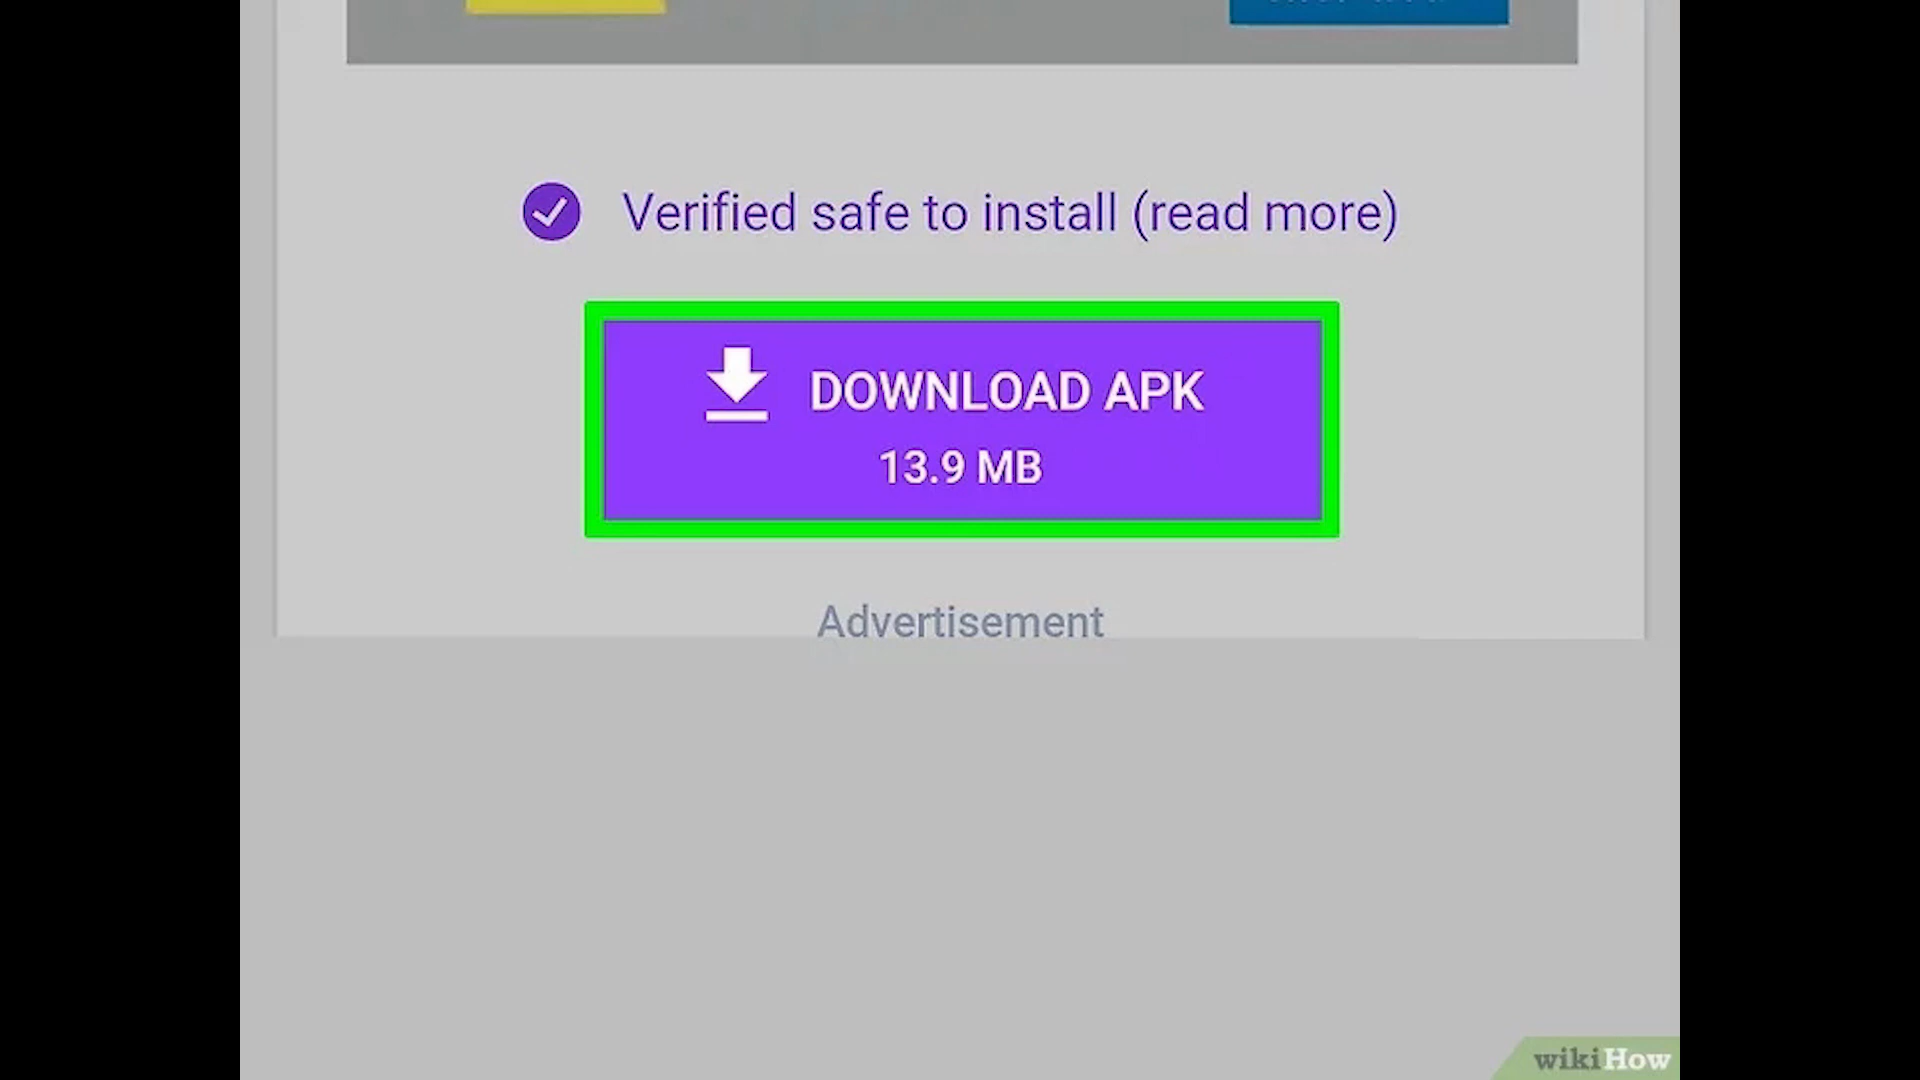 Verified safe to install (read more)
DOWNLOAD APK
13.9 MB
Advertisement
wikiHow